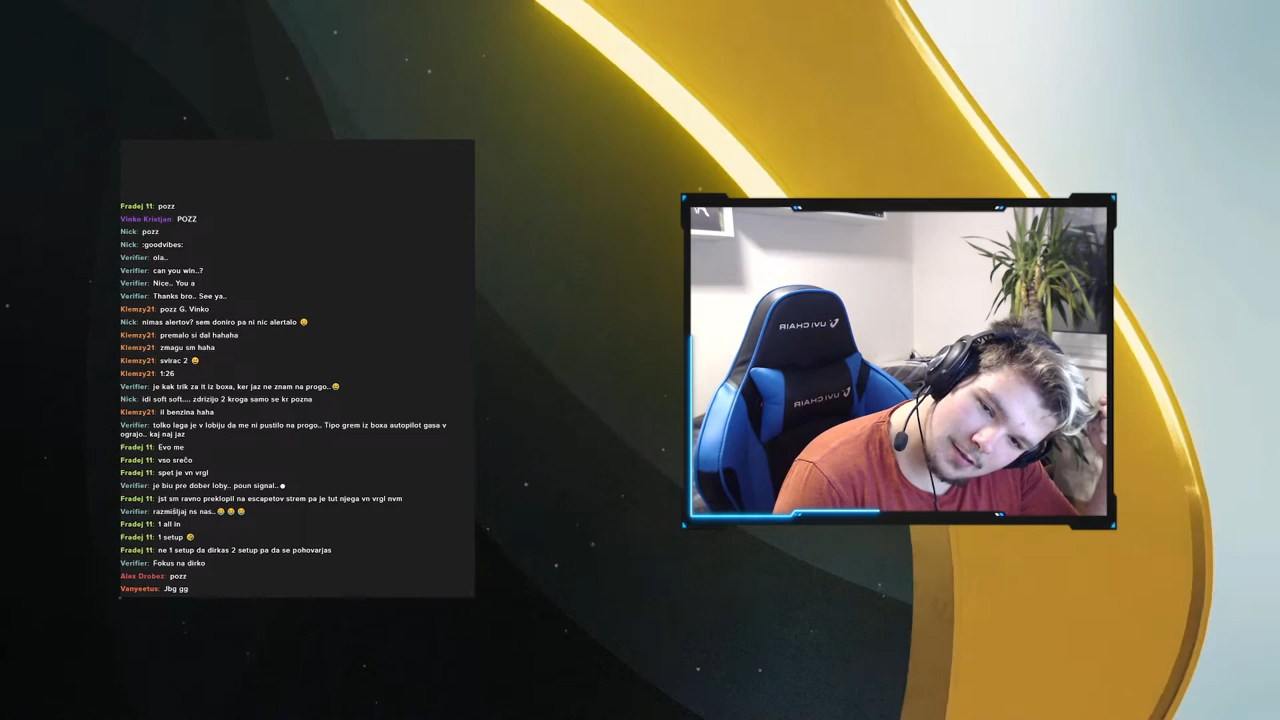 Fradej 11: pozz
Vinko Kristjan: POZZ
Nick: pozz
Nick: :goodvibes:
Verifier: ola..
Verifier: can you win..?
Verifier: Nice.. You a
Verifier: Thanks bro.. See ya..
Klemzy21: pozz G. Vinko
Nick: nimas alertov? sem doniro pa ni nic alertalo 😅
Klemzy21: premalo si dal hahaha
Klemzy21: zmagu sm haha
Klemzy21: svirac 2 😄
Klemzy21: 1:26
Verifier: je kak trik za it iz boxa, ker jaz ne znam na progo..😅
Nick: idi soft soft.... zdrizijo 2 kroga samo se kr pozna
Klemzy21: il benzina haha
Verifier: tolko laga je v lobiju da me ni pustilo na progo.. Tipo grem iz boxa autopilot gasa v
ograjo.. kaj naj jaz
Fradej 11: Evo me
Fradej 11: vso srečo
Fradej 11: spet je vn vrgl
Verifier: je biu pre dober loby.. poun signal..
Fradej 11: jst sm ravno preklopil na escapetov strem pa je tut njega vn vrgl nvm
Verifier: razmišljaj ns nas..😂😂😂
Fradej 11: 1 all in
Fradej 11: 1 setup 🤣
Fradej 11: ne 1 setup da dirkas 2 setup pa da se pohovarjas
Verifier: Fokus na dirko
Alex Drobez: pozz
Vanyeetus: Jbg gg
UVI CHAIR
UVI CHAIR